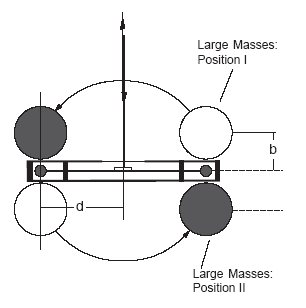 Large Masses:
Position I
b
d
Large Masses:
Position II